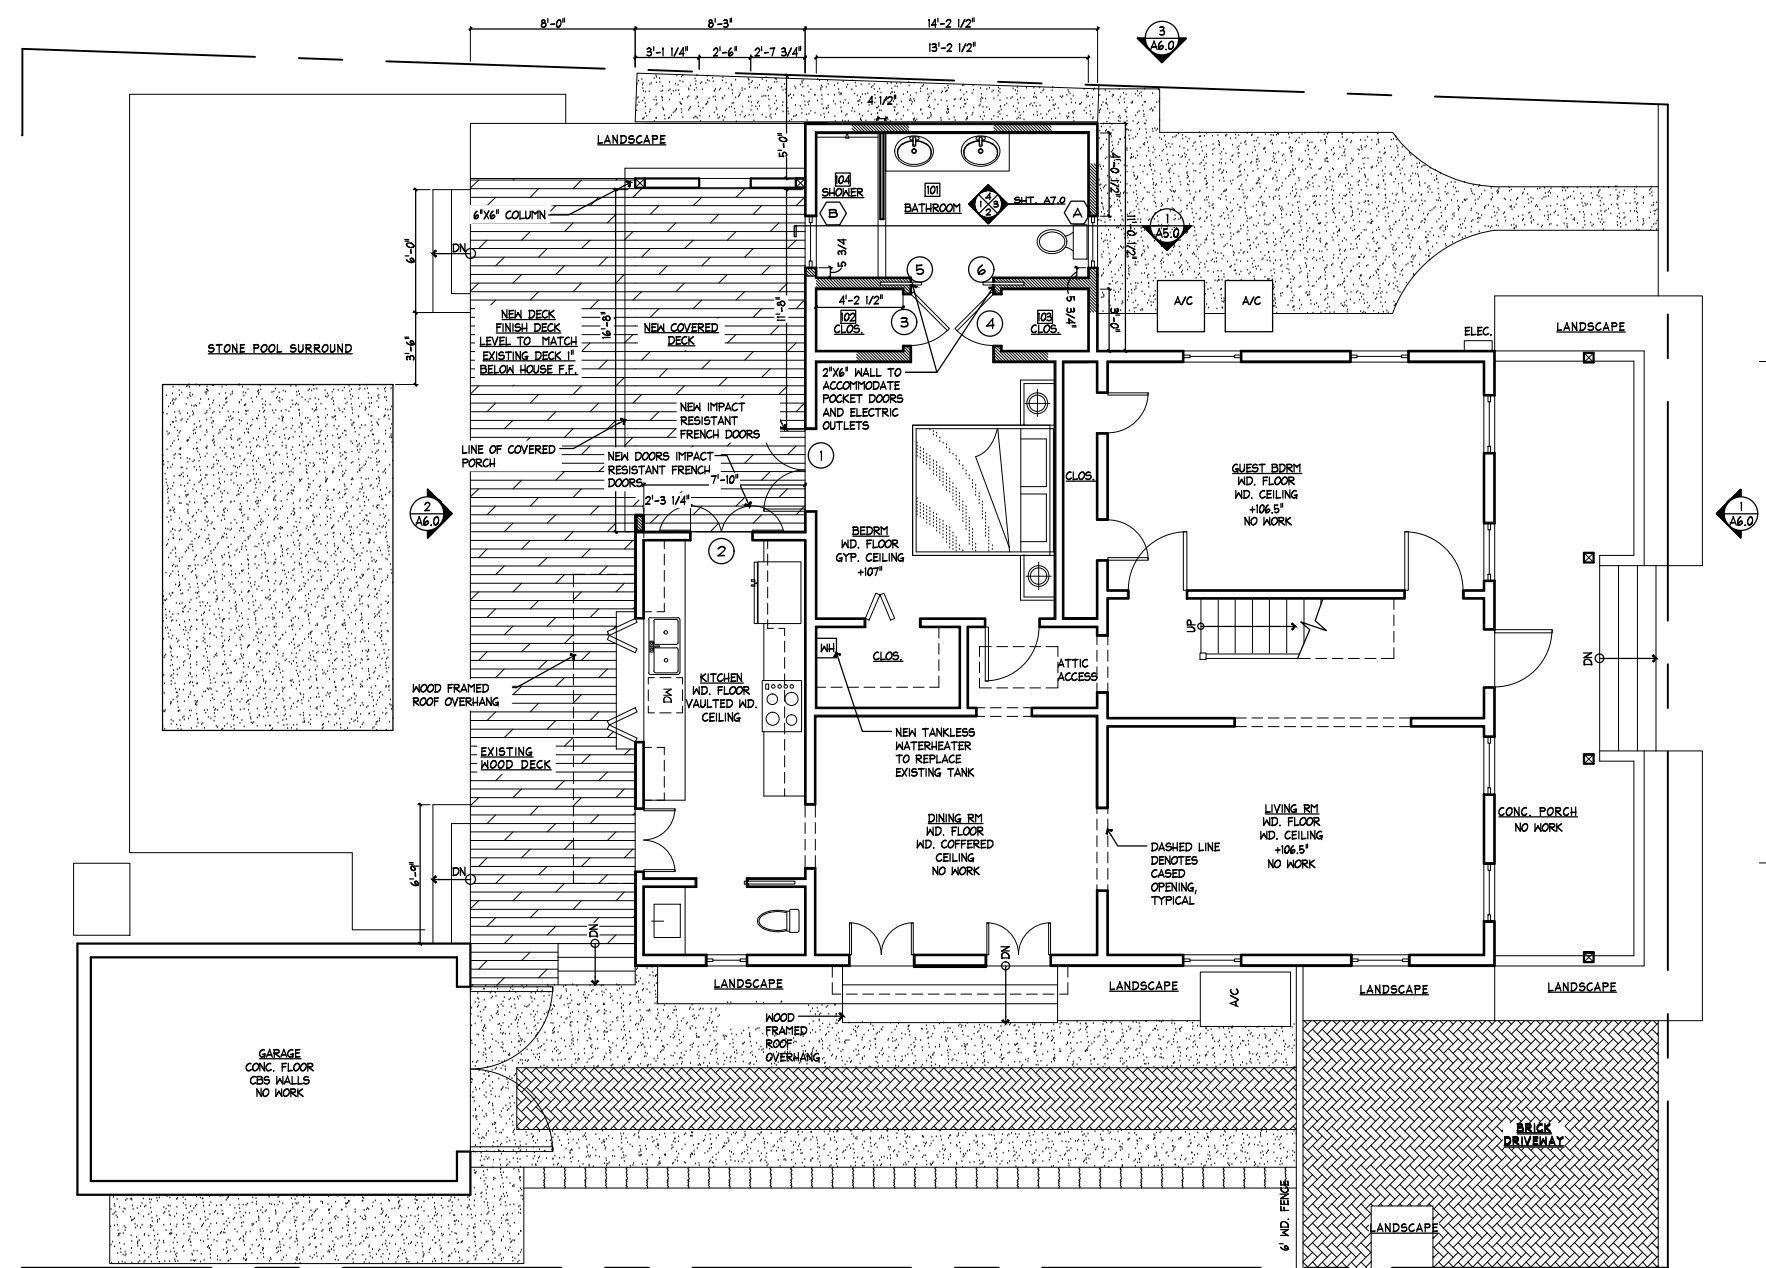 8'-0"
8'-3"
14'-2 1/2"
3'-1 1/4"
2'-6"
2'-7 3/4"
13'-2 1/2"
3
A6.0
4 1/2"
LANDSCAPE
5'-0"
4'-0 1/2"
104
SHOWER
B
101
BATHROOM
4
1
3
2
SHT. A7.0
A
11'-0 1/2"
1
A5.0
6"X6" COLUMN
DN
6'-0"
5 3/4
5
6
5 3/4"
A/C
A/C
4'-2 1/2"
102
CLOS.
3
4
103
CLOS.
11'-8"
16'-8"
3'-6"
NEW DECK
FINISH DECK
LEVEL TO MATCH
EXISTING DECK 1"
BELOW HOUSE F.F.
NEW COVERED
DECK
STONE POOL SURROUND
ELEC.
LANDSCAPE
2"X6" WALL TO
ACCOMMODATE
POCKET DOORS
AND ELECTRIC
OUTLETS
NEW IMPACT
RESISTANT
FRENCH DOORS
LINE OF COVERED
PORCH
NEW DOORS IMPACT
RESISTANT FRENCH
DOORS
7'-10"
2'-3 1/4"
1
CLOS.
GUEST BDRM
WD. FLOOR
WD. CEILING
+106.5"
NO WORK
2
A6.0
1
A6.0
BEDRM
WD. FLOOR
GYP. CEILING
+107"
2
UP
WH
CLOS.
ATTIC
ACCESS
DN
KITCHEN
WD. FLOOR
VAULTED WD.
CEILING
WOOD FRAMED
ROOF OVERHANG
EXISTING
WOOD DECK
NEW TANKLESS
WATERHEATER
TO REPLACE
EXISTING TANK
DINING RM
WD. FLOOR
WD. COFFERED
CEILING
NO WORK
LIVING RM
WD. FLOOR
WD. CEILING
+106.5"
NO WORK
CONC. PORCH
NO WORK
DASHED LINE
DENOTES
CASED
OPENING,
TYPICAL
6'-9"
DN
DN
DN
LANDSCAPE
LANDSCAPE
A/C
LANDSCAPE
LANDSCAPE
WOOD
FRAMED
ROOF
OVERHANG
GARAGE
CONC. FLOOR
CBS WALLS
NO WORK
BRICK
DRIVEWAY
6' WD. FENCE
LANDSCAPE